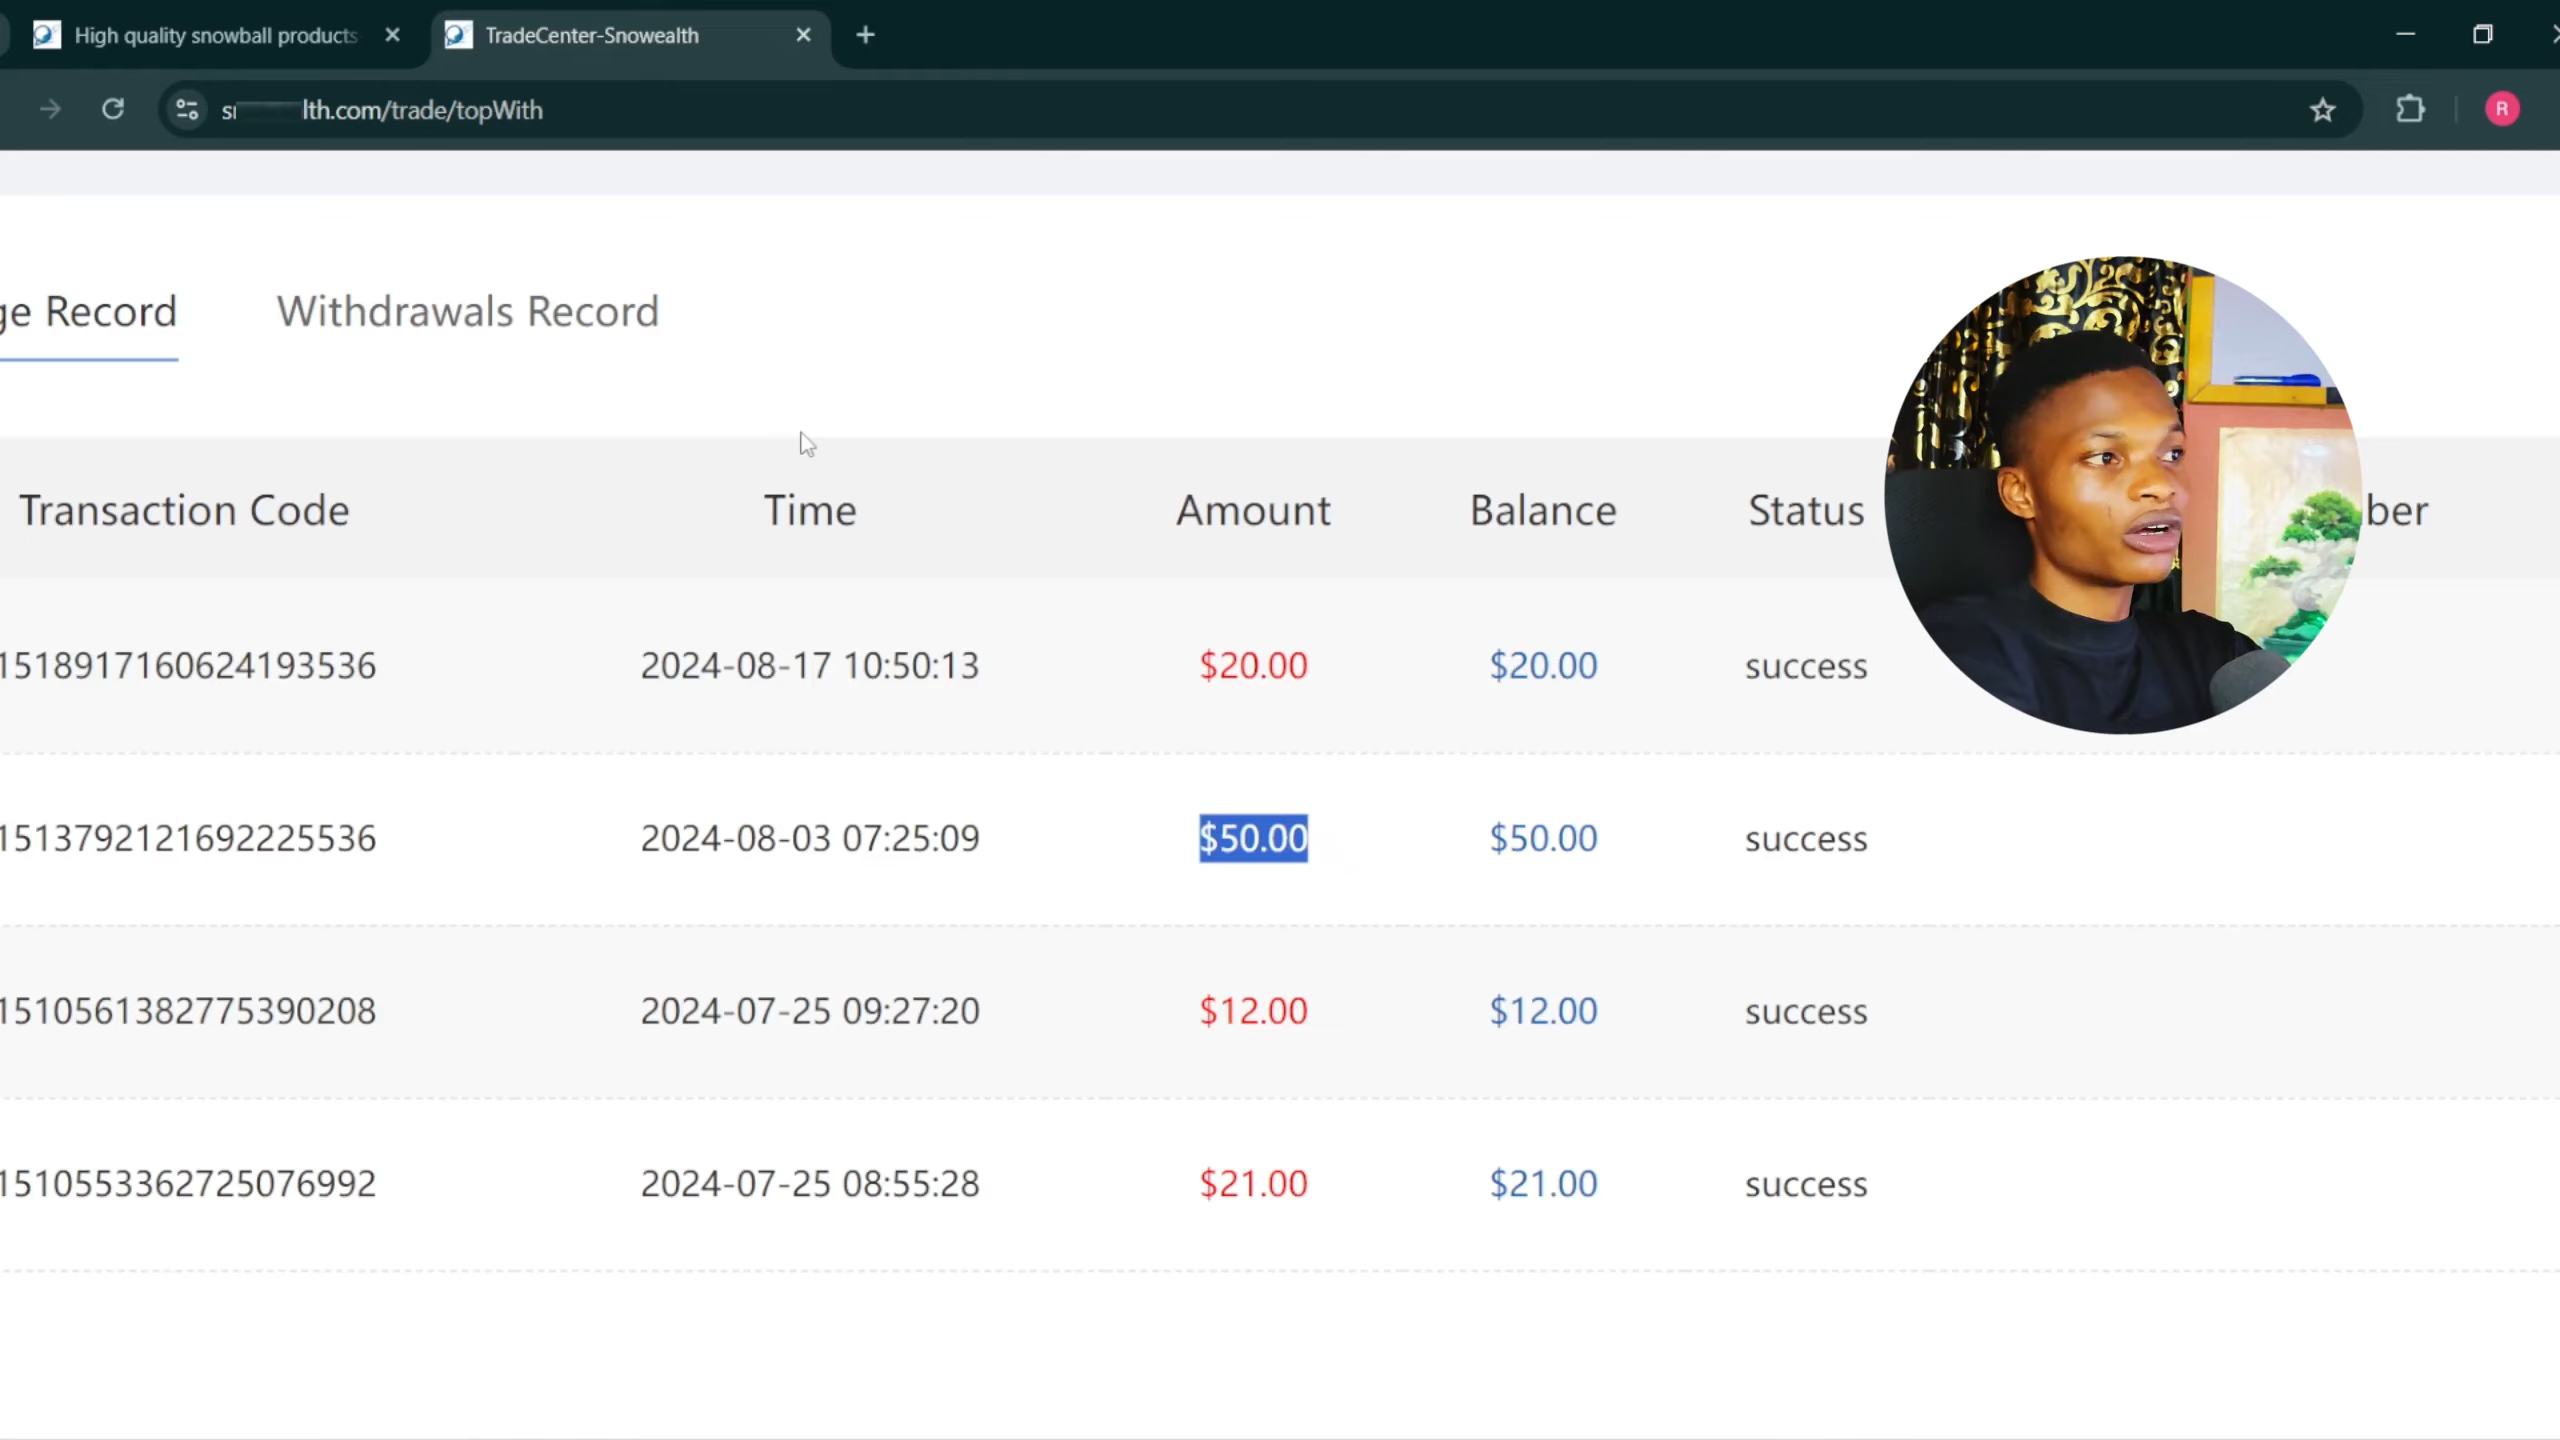 High quality snowball products
TradeCenter-Snowealth
lth.com/trade/topWith
R
ge Record
Withdrawals Record
Transaction Code Time Amount Balance Status ber
1518917160624193536 2024-08-17 10:50:13 $20.00 $20.00 success
1513792121692225536 2024-08-03 07:25:09 $50.00 $50.00 success
1510561382775390208 2024-07-25 09:27:20 $12.00 $12.00 success
1510553362725076992 2024-07-25 08:55:28 $21.00 $21.00 success